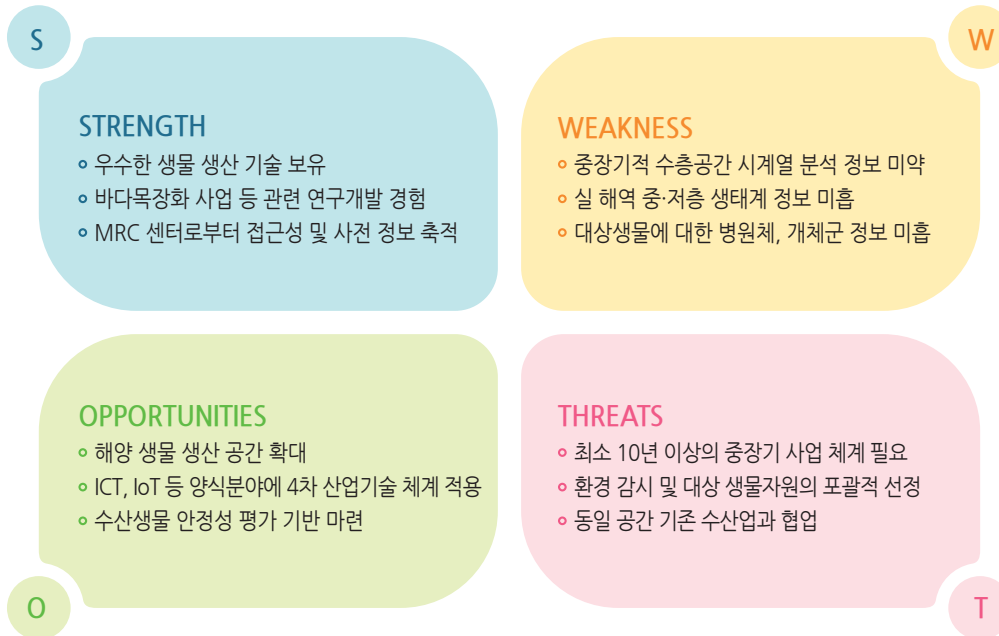 S
STRENGTH
우수한 생물 생산 기술 보유
바다목장화 사업 등 관련 연구개발 경험
MRC 센터로부터 접근성 및 사전 정보 축적
W
WEAKNESS
중장기적 수층공간 시계열 분석 정보 미약
실 해역 중·저층 생태계 정보 미흡
대상생물에 대한 병원체, 개체군 정보 미흡
OPPORTUNITIES
해양 생물 생산 공간 확대
ICT, IoT 등 양식분야에 4차 산업기술 체계 적용
수산생물 안정성 평가 기반 마련
O
THREATS
최소 10년 이상의 중장기 사업 체계 필요
환경 감시 및 대상 생물자원의 포괄적 선정
동일 공간 기존 수산업과 협업
T